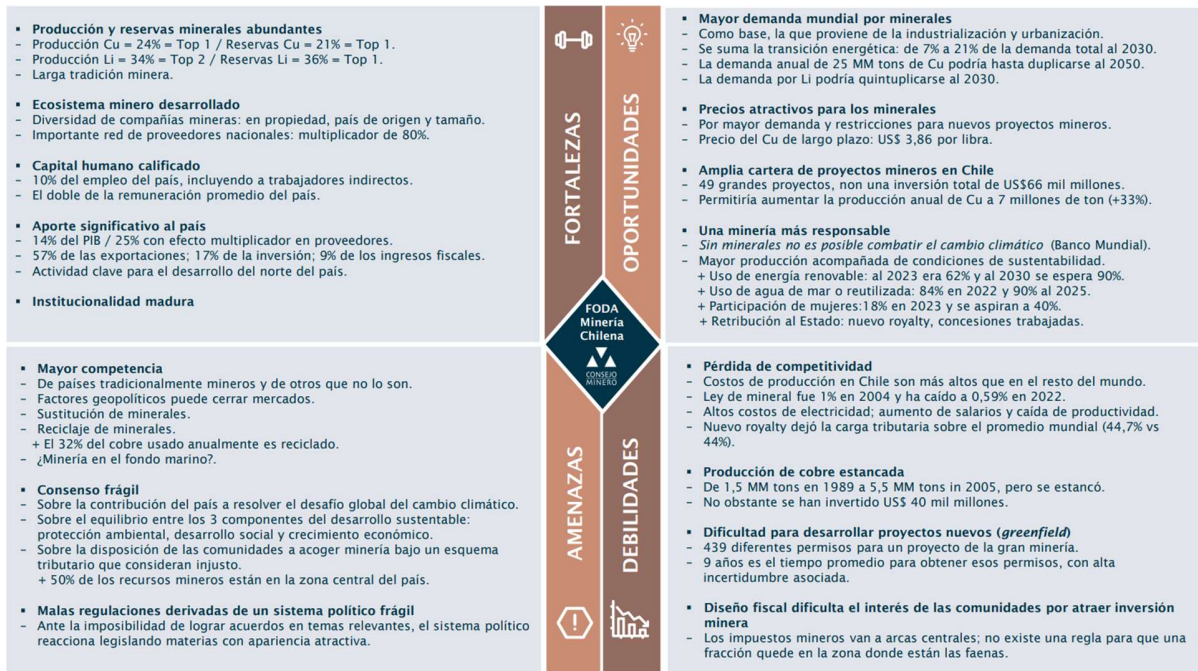 ▪ Producción y reservas minerales abundantes
– Producción Cu = 24% = Top 1 / Reservas Cu = 21% = Top 1.
– Producción Li = 34% = Top 2 / Reservas Li = 36% = Top 1.
– Larga tradición minera.
▪ Ecosistema minero desarrollado
– Diversidad de compañías mineras: en propiedad, país de origen y tamaño.
– Importante red de proveedores nacionales: multiplicador de 80%.
▪ Capital humano calificado
– 10% del empleo del país, incluyendo a trabajadores indirectos.
– El doble de la remuneración promedio del país.
▪ Aporte significativo al país
– 14% del PIB / 25% con efecto multiplicador en proveedores.
– 57% de las exportaciones; 17% de la inversión; 9% de los ingresos fiscales.
– Actividad clave para el desarrollo del norte del país.
▪ Institucionalidad madura
FORTALEZAS
OPORTUNIDADES
▪ Mayor demanda mundial por minerales
– Como base, la que proviene de la industrialización y urbanización.
– Se suma la transición energética: de 7% a 21% de la demanda total al 2030.
– La demanda anual de 25 MM tons de Cu podría hasta duplicarse al 2050.
– La demanda por Li podría quintuplicarse al 2030.
▪ Precios atractivos para los minerales
– Por mayor demanda y restricciones para nuevos proyectos mineros.
– Precio del Cu de largo plazo: US$ 3,86 por libra.
▪ Amplia cartera de proyectos mineros en Chile
– 49 grandes proyectos, non una inversión total de US$66 mil millones.
– Permitiría aumentar la producción anual de Cu a 7 millones de ton (+33%).
▪ Una minería más responsable
– Sin minerales no es posible combatir el cambio climático (Banco Mundial).
– Mayor producción acompañada de condiciones de sustentabilidad.
+ Uso de energía renovable: al 2023 era 62% y al 2030 se espera 90%.
+ Uso de agua de mar o reutilizada: 84% en 2022 y 90% al 2025.
+ Participación de mujeres:18% en 2023 y se aspiran a 40%.
+ Retribución al Estado: nuevo royalty, concesiones trabajadas.
FODA
Minería
Chilena
CONSEJO
MINERO
▪ Mayor competencia
– De países tradicionalmente mineros y de otros que no lo son.
– Factores geopolíticos puede cerrar mercados.
– Sustitución de minerales.
– Reciclaje de minerales.
+ El 32% del cobre usado anualmente es reciclado.
– ¿Minería en el fondo marino?.
▪ Consenso frágil
– Sobre la contribución del país a resolver el desafío global del cambio climático.
– Sobre el equilibrio entre los 3 componentes del desarrollo sustentable:
protección ambiental, desarrollo social y crecimiento económico.
– Sobre la disposición de las comunidades a acoger minería bajo un esquema
tributario que consideran injusto.
+ 50% de los recursos mineros están en la zona central del país.
▪ Malas regulaciones derivadas de un sistema político frágil
– Ante la imposibilidad de lograr acuerdos en temas relevantes, el sistema político
reacciona legislando materias con apariencia atractiva.
AMENAZAS
DEBILIDADES
▪ Pérdida de competitividad
– Costos de producción en Chile son más altos que en el resto del mundo.
– Ley de mineral fue 1% en 2004 y ha caído a 0,59% en 2022.
– Altos costos de electricidad; aumento de salarios y caída de productividad.
– Nuevo royalty dejó la carga tributaria sobre el promedio mundial (44,7% vs
44%).
▪ Producción de cobre estancada
– De 1,5 MM tons en 1989 a 5,5 MM tons in 2005, pero se estancó.
– No obstante se han invertido US$ 40 mil millones.
▪ Dificultad para desarrollar proyectos nuevos (greenfield)
– 439 diferentes permisos para un proyecto de la gran minería.
– 9 años es el tiempo promedio para obtener esos permisos, con alta
incertidumbre asociada.
▪ Diseño fiscal dificulta el interés de las comunidades por atraer inversión
minera
– Los impuestos mineros van a arcas centrales; no existe una regla para que una
fracción quede en la zona donde están las faenas.